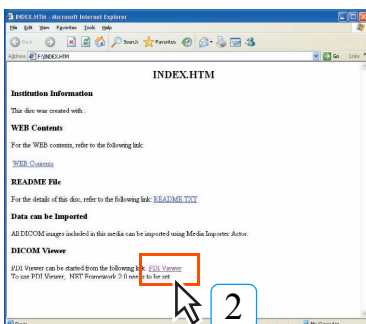 INDEX.HTM - Microsoft Internet Explorer
File Edit View Favorites Tools Help
Back Search Favorites
Address F:\INDEX.HTM Go Links
INDEX.HTM
Institution Information
This disc was created with..
WEB Contents
For the WEB contents, refer to the following link:
WEB Contents
README File
For the details of this disc, refer to the following link: README.TXT
Data can be Imported
All DICOM images included in this media can be imported using Media Importer Actor.
DICOM Viewer
PDI Viewer can be started from the following link. PDI Viewer
To use PDI Viewer, .NET Framework 2.0 needs to be set
2
Done My Computer